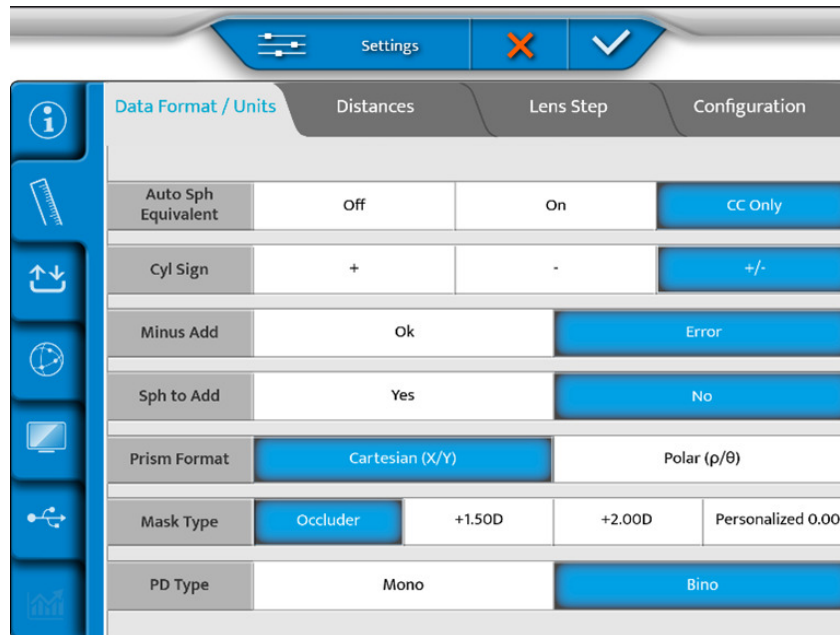 Settings
Data Format / Units Distances Lens Step Configuration
Auto Sph
Equivalent
Off On CC Only
Cyl Sign + - +/-
Minus Add Ok Error
Sph to Add Yes No
Prism Format Cartesian (X/Y) Polar (ρ/θ)
Mask Type Occluder +1.50D +2.00D Personalized 0.00
PD Type Mono Bino